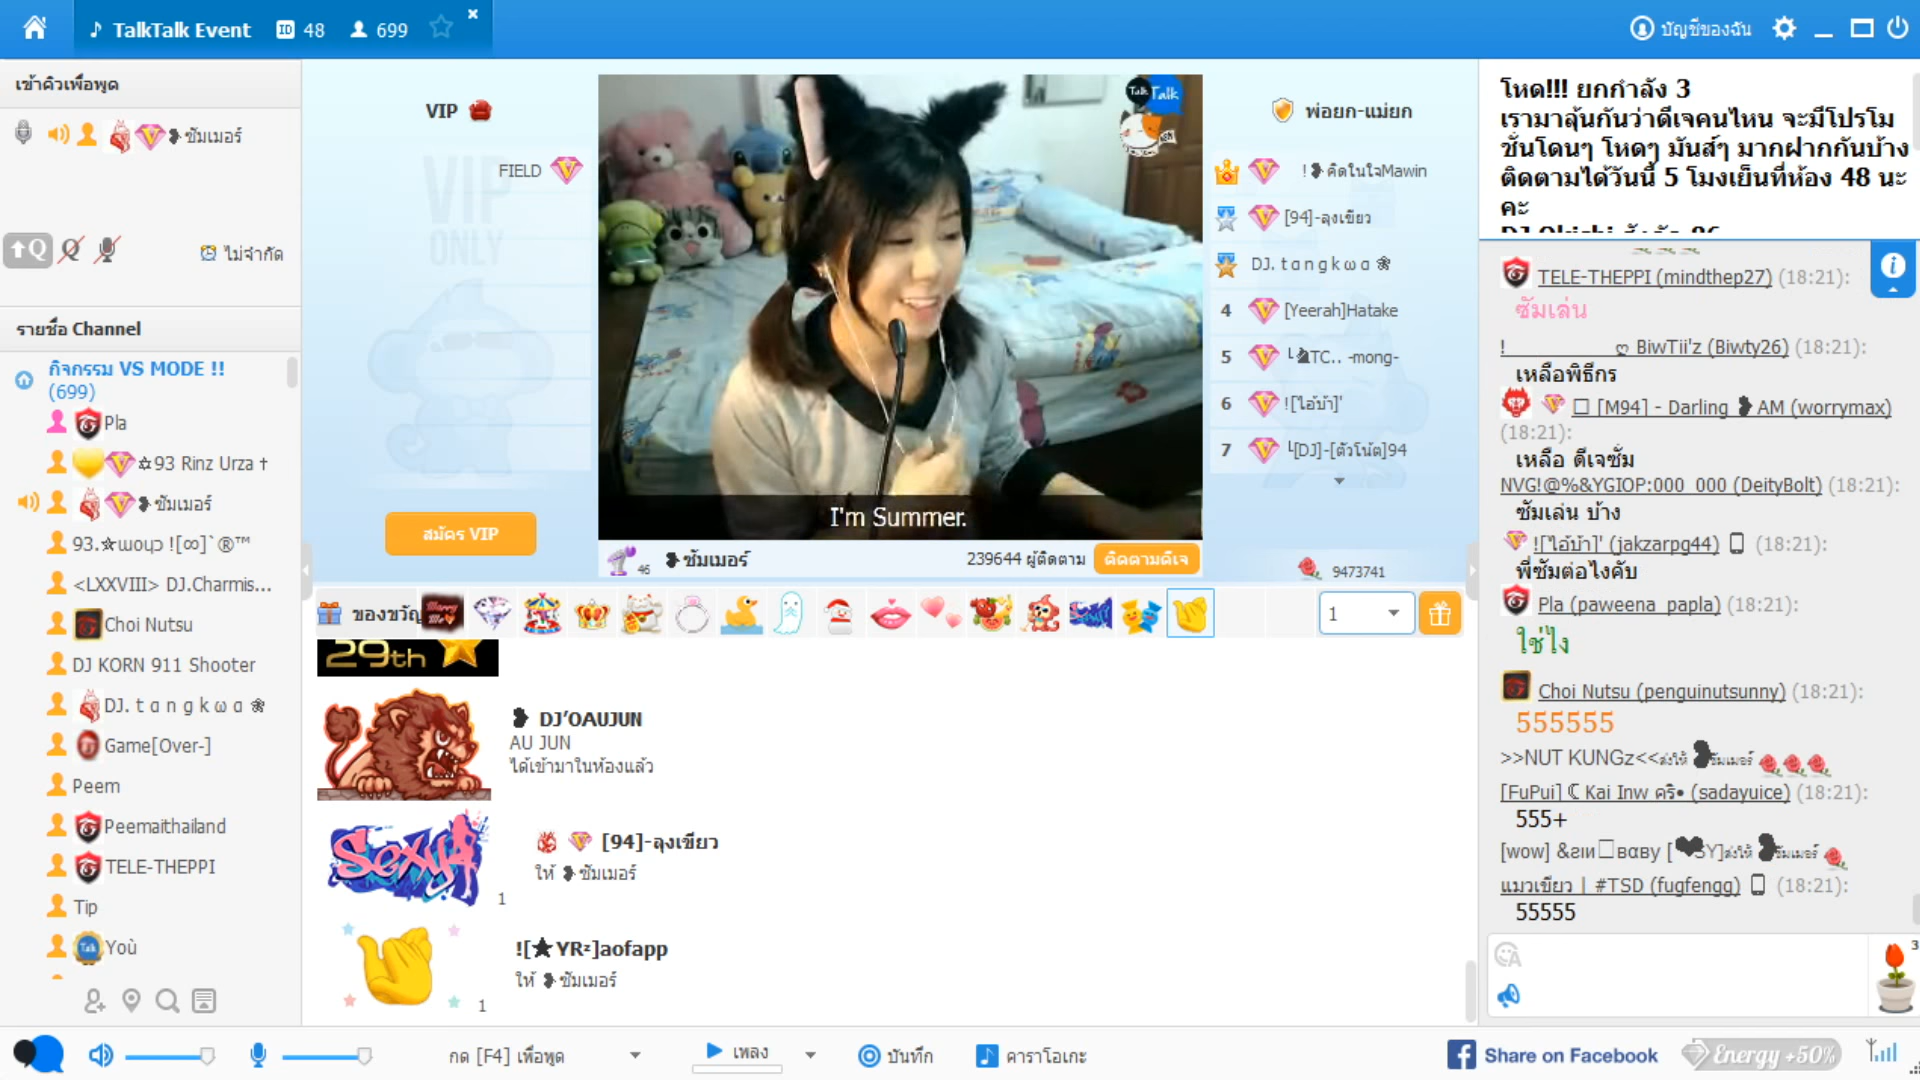 TalkTalk Event
48
699
บัญชีของฉัน
เข้าคิวเพื่อพูด
ซัมเมอร์
Q
ไม่จำกัด
รายชื่อ Channel
กิจกรรม VS MODE !!
(699)
Pla
93 Rinz Urza †
ซัมเมอร์
<LXXVIII> DJ.Charmis...
Choi Nutsu
DJ KORN 911 Shooter
DJ. t a n g k ω a
Game[Over-]
Peem
Peemaithailand
TELE-THEPPI
Tip
Yoù
VIP
FIELD
VIP
ONLY
สมัคร VIP
Talk Talk
I'm Summer.
46
ซัมเมอร์
239644 ผู้ติดตาม
ติดตามดีเจ
พ่อยก-แม่ยก
! คิดในใจMawin
[94]-ลุงเขียว
DJ. t a n g k ω a
4 [Yeerah]Hatake
5 TC.. -mong-
6 !['ไอ้บ้า]'
7 └[DJ]-[ตัวโน้ต]94
9473741
ของขวัญ
1
29th
DJ'OAUJUN
AU JUN
ได้เข้ามาในห้องแล้ว
Sexy
1
[94]-ลุงเขียว
ให้ ซัมเมอร์
1
![★YRᶻ]aofapp
ให้ ซัมเมอร์
โหด!!! ยกกำลัง 3
เรามาลุ้นกันว่าดีเจคนไหน จะมีโปรโม
ชั่นโดนๆ โหดๆ มันส์ๆ มากฝากกันบ้าง
ติดตามได้วันนี้ 5 โมงเย็นที่ห้อง 48 นะ
คะ
TELE-THEPPI (mindthep27) (18:21):
ซัมเล่น
! ღ BiwTii'z (Biwty26) (18:21):
เหลือพิธีกร
□ [M94] - Darling AM (worrymax)
(18:21):
เหลือ ดีเจซัม
NVG!@%&YGIOP:000_000 (DeityBolt) (18:21):
ซัมเล่น บ้าง
!['ไอ้บ้า]' (jakzarpg44) (18:21):
พี่ซัมต่อไงคับ
Pla (paweena_papla) (18:21):
ใช่ไง
Choi Nutsu (penguinutsunny) (18:21):
555555
>>NUT KUNGz<<ส่งให้ ซัมเมอร์
[FuPui]☾Kai Inw คริ• (sadayuice) (18:21):
555+
แมวเขียว | #TSD (fugfengg) (18:21):
55555
3
กด [F4] เพื่อพูด
เพลง
บันทึก
คาราโอเกะ
Share on Facebook
Energy +50%